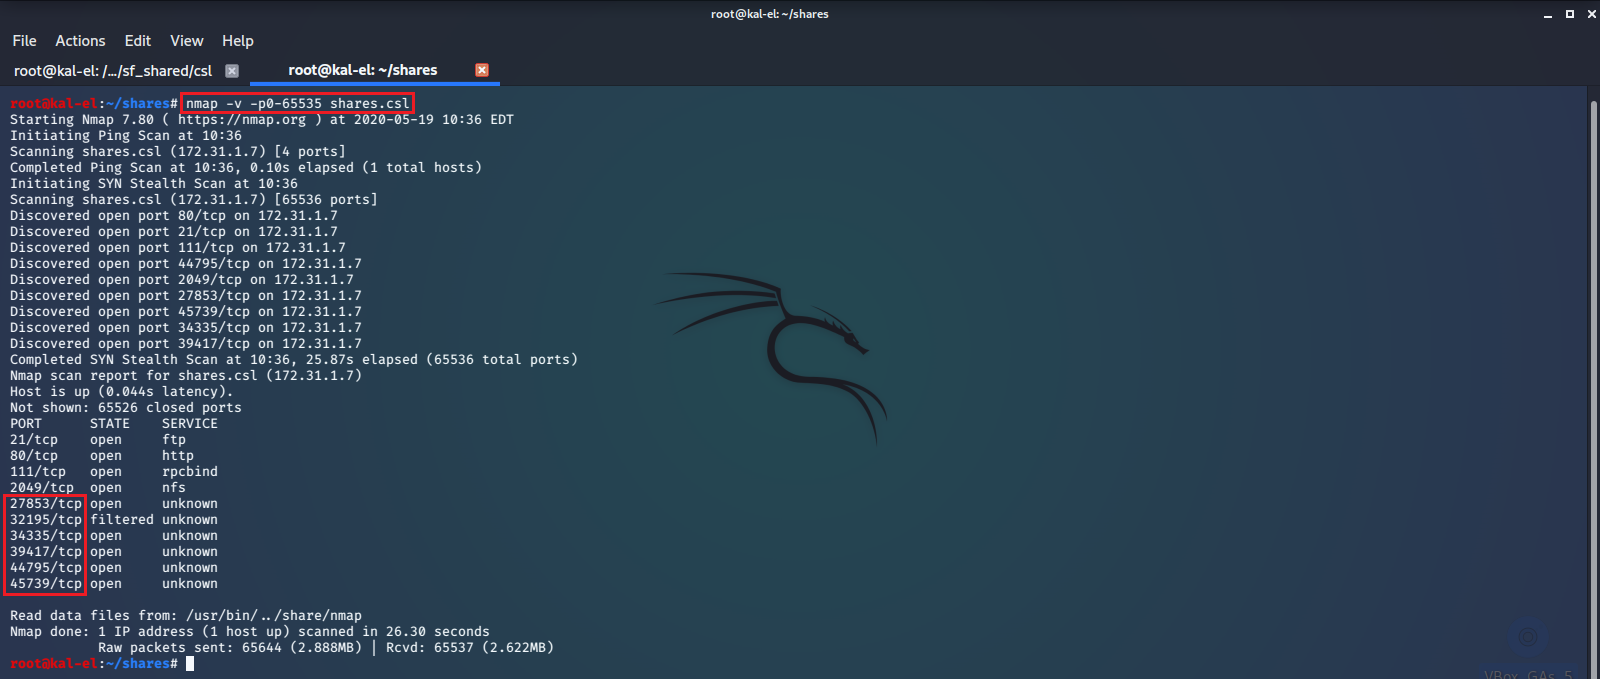 root@kal-el: ~/shares
File Actions Edit View Help
root@kal-el: /.../sf_shared/csl root@kal-el: ~/shares
root@kal-el:~/shares# nmap -v -p0-65535 shares.csl
Starting Nmap 7.80 ( https://nmap.org ) at 2020-05-19 10:36 EDT
Initiating Ping Scan at 10:36
Scanning shares.csl (172.31.1.7) [4 ports]
Completed Ping Scan at 10:36, 0.10s elapsed (1 total hosts)
Initiating SYN Stealth Scan at 10:36
Scanning shares.csl (172.31.1.7) [65536 ports]
Discovered open port 80/tcp on 172.31.1.7
Discovered open port 21/tcp on 172.31.1.7
Discovered open port 111/tcp on 172.31.1.7
Discovered open port 44795/tcp on 172.31.1.7
Discovered open port 2049/tcp on 172.31.1.7
Discovered open port 27853/tcp on 172.31.1.7
Discovered open port 45739/tcp on 172.31.1.7
Discovered open port 34335/tcp on 172.31.1.7
Discovered open port 39417/tcp on 172.31.1.7
Completed SYN Stealth Scan at 10:36, 25.87s elapsed (65536 total ports)
Nmap scan report for shares.csl (172.31.1.7)
Host is up (0.044s latency).
Not shown: 65526 closed ports
PORT STATE SERVICE
21/tcp open ftp
80/tcp open http
111/tcp open rpcbind
2049/tcp open nfs
27853/tcp open unknown
32195/tcp filtered unknown
34335/tcp open unknown
39417/tcp open unknown
44795/tcp open unknown
45739/tcp open unknown
Read data files from: /usr/bin/../share/nmap
Nmap done: 1 IP address (1 host up) scanned in 26.30 seconds
Raw packets sent: 65644 (2.888MB) | Rcvd: 65537 (2.622MB)
root@kal-el:~/shares#
VBox_GAs_5